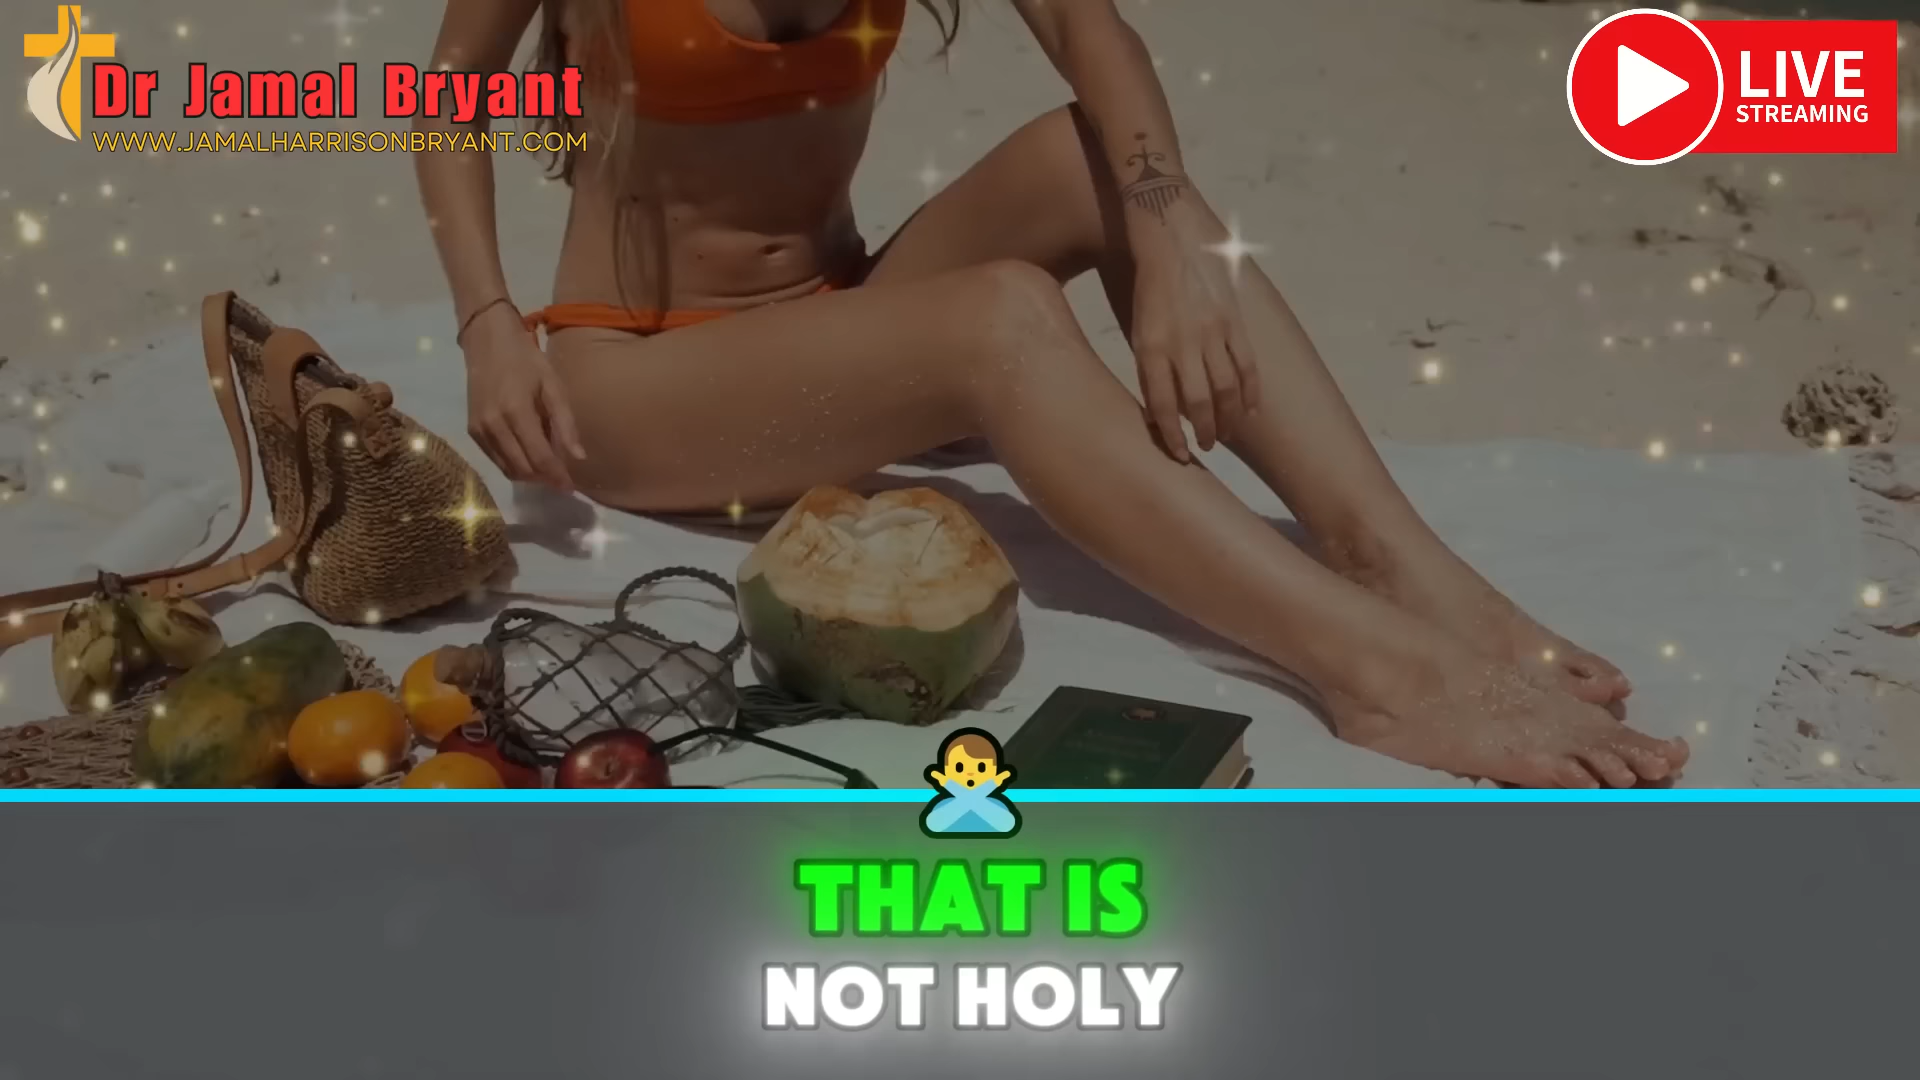 Dr Jamal Bryant
WWW.JAMALHARRISONBRYANT.COM
LIVE
STREAMING
THAT IS
NOT HOLY